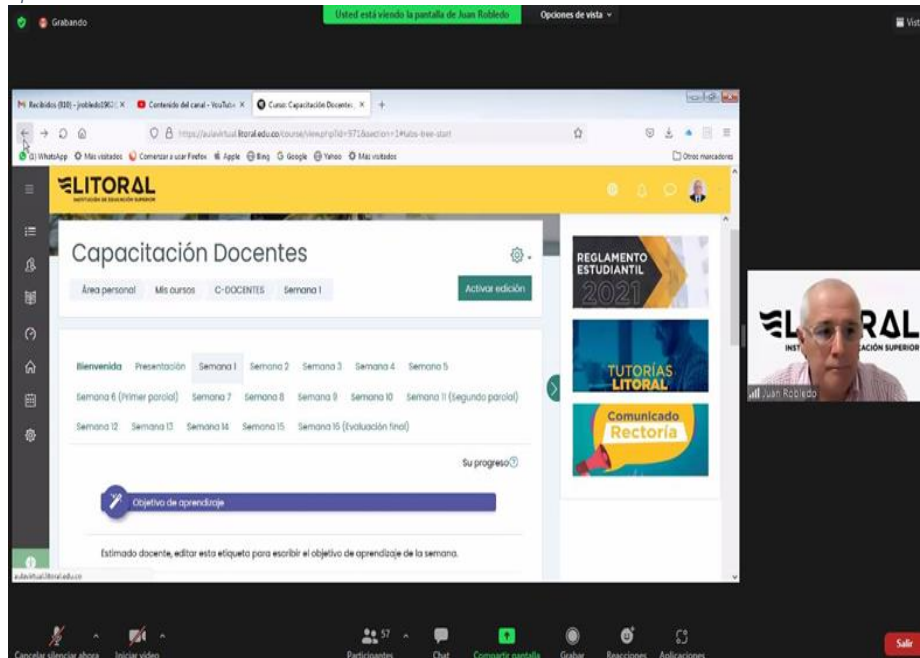 Grabando
Usted está viendo la pantalla de Juan Robledo
Opciones de vista
Vist
Contenido del canal - YouTube
Curso: Capacitación Docentes
(2) WhatsApp
Más visitados
Comenzar a usar Firefox
Apple
Bing
Google
Yahoo
Más visitados
Otros marcadores
LITORAL
INSTITUCIÓN DE EDUCACIÓN SUPERIOR
Capacitación Docentes
Área personal
Mis cursos
C-DOCENTES
Semana 1
Activar edición
Bienvenida Presentación Semana 1 Semana 2 Semana 3 Semana 4 Semana 5
Semana 6 (Primer parcial) Semana 7 Semana 8 Semana 9 Semana 10 Semana 11 (Segundo parcial)
Semana 12 Semana 13 Semana 14 Semana 15 Semana 16 (Evaluación final)
Su progreso
Objetivo de aprendizaje
Estimado docente, editar esta etiqueta para escribir el objetivo de aprendizaje de la semana.
aulavirtual.litoral.edu.co
REGLAMENTO
ESTUDIANTIL
2021
TUTORÍAS
LITORAL
Comunicado
Rectoría
Juan Robledo
Cancelar silenciar ahora
Iniciar video
57
Participantes
Chat
Compartir pantalla
Grabar
Reacciones
Aplicaciones
Salir